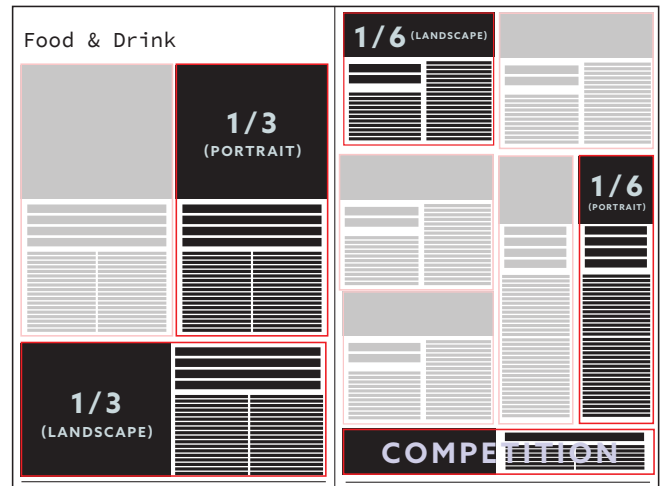 Food & Drink
1/3
(PORTRAIT)
1/3
(LANDSCAPE)
1/6 (LANDSCAPE)
1/6
(PORTRAIT)
COMPETITION